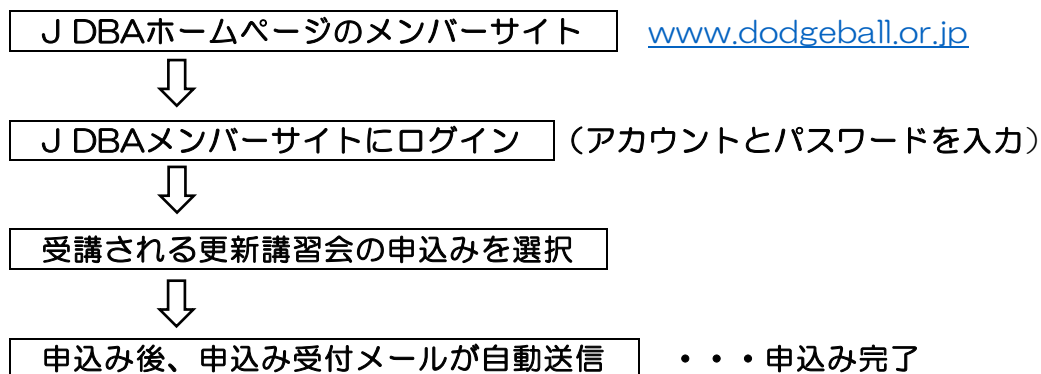 J DBAホームページのメンバーサイト www.dodgeball.or.jp
J DBAメンバーサイトにログイン （アカウントとパスワードを入力）
受講される更新講習会の申込みを選択
申込み後、申込み受付メールが自動送信 ・・・申込み完了